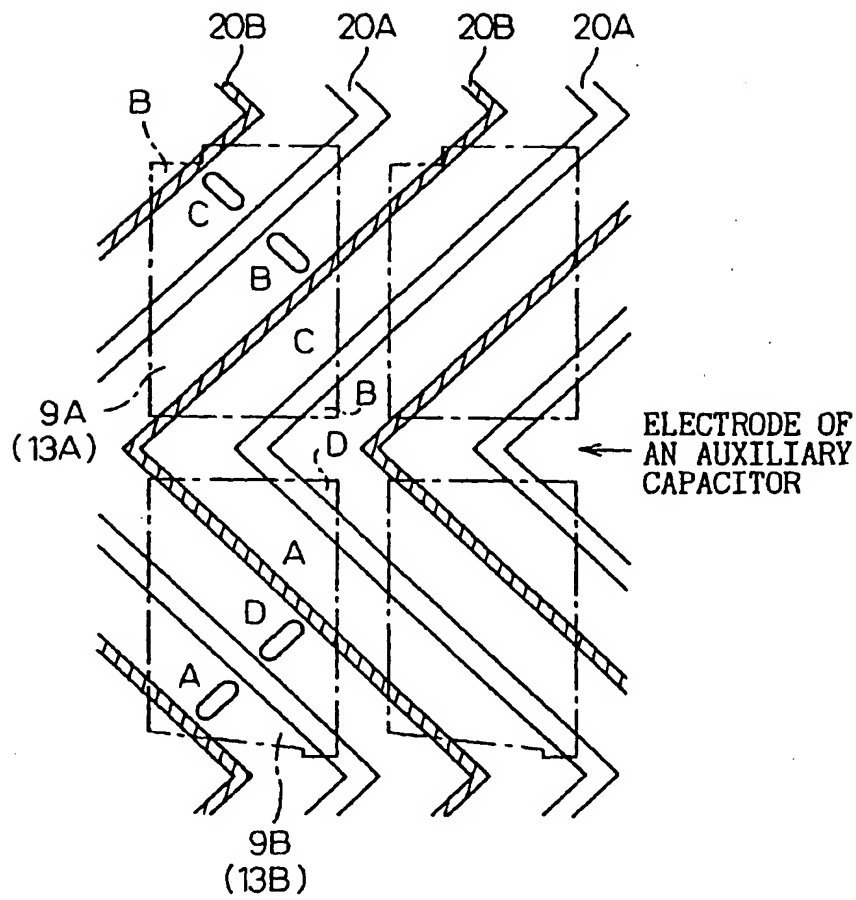 20B 20A 20B 20A
B
C
B
C
9A
(13A)
B
D
ELECTRODE OF
AN AUXILIARY
CAPACITOR
A
D
A
9B
(13B)